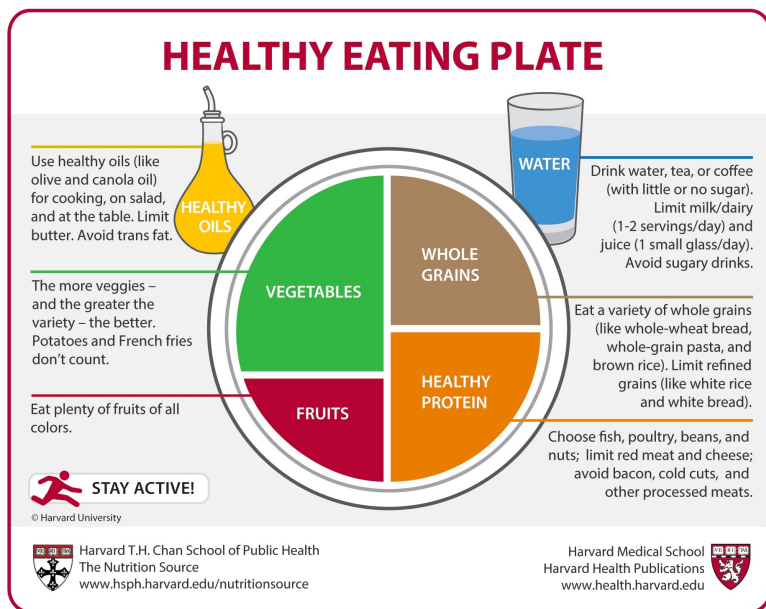 HEALTHY EATING PLATE
Use healthy oils (like
olive and canola oil)
for cooking, on salad,
and at the table. Limit
butter. Avoid trans fat.
HEALTHY
OILS
The more veggies –
and the greater the
variety – the better.
Potatoes and French fries
don't count.
Eat plenty of fruits of all
colors.
VEGETABLES
FRUITS
WHOLE
GRAINS
HEALTHY
PROTEIN
WATER
Drink water, tea, or coffee
(with little or no sugar).
Limit milk/dairy
(1-2 servings/day) and
juice (1 small glass/day).
Avoid sugary drinks.
Eat a variety of whole grains
(like whole-wheat bread,
whole-grain pasta, and
brown rice). Limit refined
grains (like white rice
and white bread).
Choose fish, poultry, beans, and
nuts; limit red meat and cheese;
avoid bacon, cold cuts, and
other processed meats.
STAY ACTIVE!
© Harvard University
Harvard T.H. Chan School of Public Health
The Nutrition Source
www.hsph.harvard.edu/nutritionsource
Harvard Medical School
Harvard Health Publications
www.health.harvard.edu